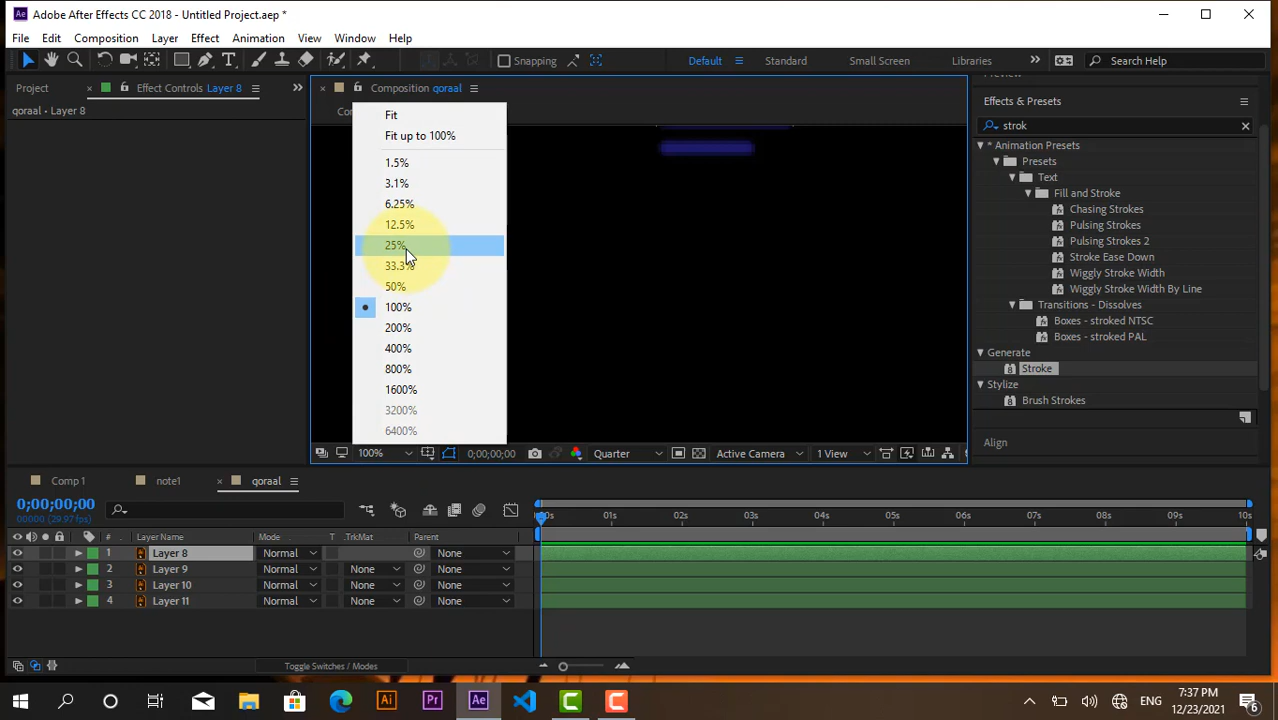 Adobe After Effects CC 2018 - Untitled Project.aep *
File Edit Composition Layer Effect Animation View Window Help
Snapping Default Standard Small Screen Libraries Search Help
Project Effect Controls Layer 8
qoraal • Layer 8
Composition qoraal
Fit
Fit up to 100%
1.5%
3.1%
6.25%
12.5%
25%
33.3%
50%
100%
200%
400%
800%
1600%
3200%
6400%
100% 0;00;00;00 Quarter Active Camera 1 View
Effects & Presets
strok
* Animation Presets
Presets
Text
Fill and Stroke
Chasing Strokes
Pulsing Strokes
Pulsing Strokes 2
Stroke Ease Down
Wiggly Stroke Width
Wiggly Stroke Width By Line
Transitions - Dissolves
Boxes - stroked NTSC
Boxes - stroked PAL
Generate
Stroke
Stylize
Brush Strokes
Align
Comp 1 note1 qoraal
0;00;00;00
00000 (29.97 fps)
01s 02s 03s 04s 05s 06s 07s 08s 09s 10s
# Layer Name Mode T .TrkMat Parent
1 Layer 8 Normal None
2 Layer 9 Normal None None
3 Layer 10 Normal None None
4 Layer 11 Normal None None
Toggle Switches / Modes
ENG
7:37 PM
12/23/2021
6